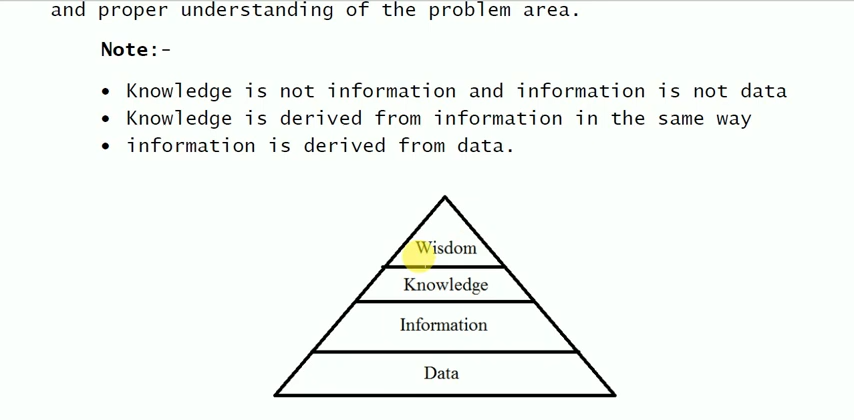 and proper understanding of the problem area.
Note:-
• Knowledge is not information and information is not data
• Knowledge is derived from information in the same way
• information is derived from data.
Wisdom
Knowledge
Information
Data